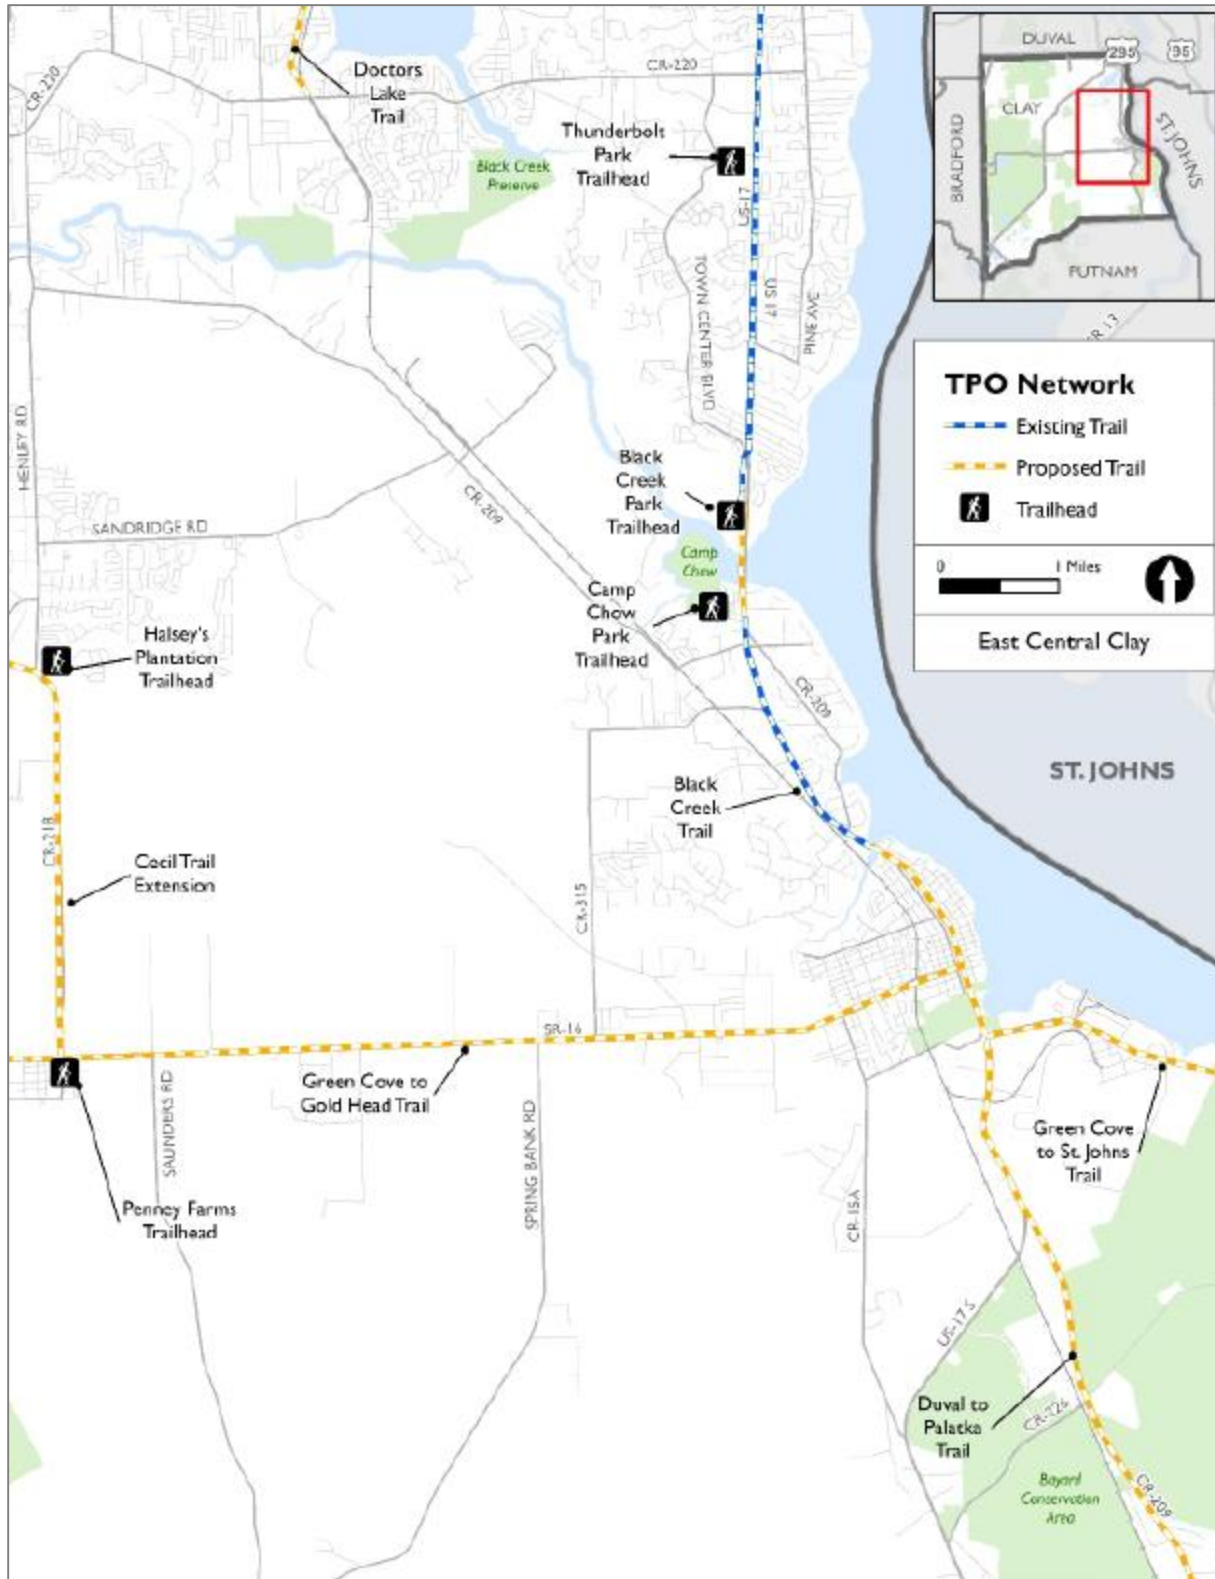 DUVAL
295
95
CLAY
BRADFORD
ST. JOHNS
PUTNAM
CR-220
Doctors
Lake
Trail
CR-220
Thunderbolt
Park
Trailhead
Black Creek
Preserve
US-17
US 17
TOWN CENTER BLVD
PINE AVE
CR 13
TPO Network
Existing Trail
Proposed Trail
Trailhead
0
1 Miles
East Central Clay
HENLEY RD
SANDRIDGE RD
CR-209
Black
Creek
Park
Trailhead
Camp
Chow
Camp
Chow
Park
Trailhead
Halsey's
Plantation
Trailhead
CR-209
ST. JOHNS
Black
Creek
Trail
CR-218
Cecil Trail
Extension
CR-315
SR-16
Green Cove to
Gold Head Trail
SAUNDERS RD
SPRING BANK RD
Green Cove
to St. Johns
Trail
Penney Farms
Trailhead
CR-15A
US-17 S
Duval to
Palatka
Trail
CR-226
Bayard
Conservation
Area
CR-209